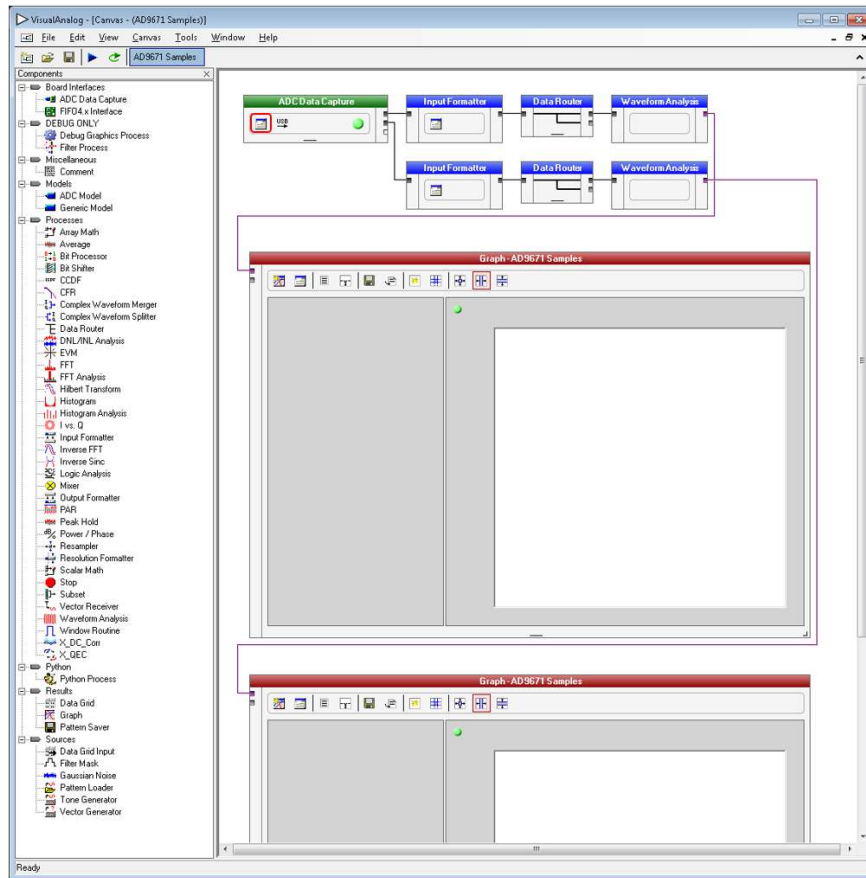 VisualAnalog - [Canvas - (AD9671 Samples)]
File Edit View Canvas Tools Window Help
AD9671 Samples
Components
Board Interfaces
ADC Data Capture
FIFO4.x Interface
DEBUG ONLY
Debug Graphics Process
Filter Process
Miscellaneous
Comment
Models
ADC Model
Generic Model
Processes
Array Math
Average
Bit Processor
Bit Shifter
CCDF
CFR
Complex Waveform Merger
Complex Waveform Splitter
Data Router
DNL/INL Analysis
EVM
FFT
FFT Analysis
Hilbert Transform
Histogram
Histogram Analysis
I vs. Q
Input Formatter
Inverse FFT
Inverse Sinc
Logic Analysis
Mixer
Output Formatter
PAR
Peak Hold
Power / Phase
Resampler
Resolution Formatter
Scalar Math
Stop
Subset
Vector Receiver
Waveform Analysis
Window Routine
X_DC_Corr
X_QEC
Python
Python Process
Results
Data Grid
Graph
Pattern Saver
Sources
Data Grid Input
Filter Mask
Gaussian Noise
Pattern Loader
Tone Generator
Vector Generator
ADC Data Capture Input Formatter Data Router Waveform Analysis
USB
Input Formatter Data Router Waveform Analysis
Graph - AD9671 Samples
Graph - AD9671 Samples
Ready